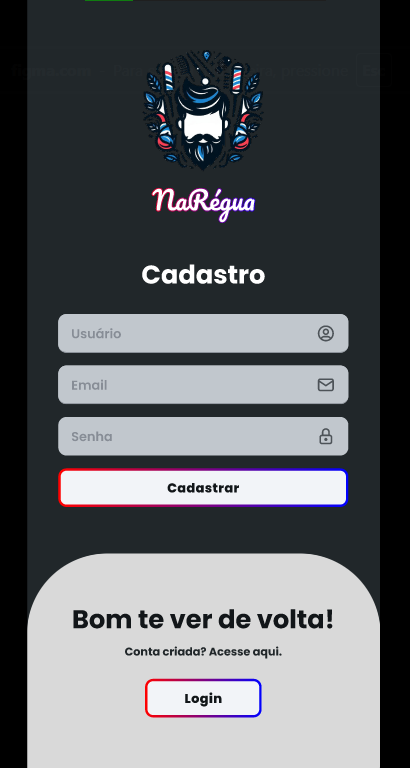 NaRégua
Cadastro
Usuário
Email
Senha
Cadastrar
Bom te ver de volta!
Conta criada? Acesse aqui.
Login